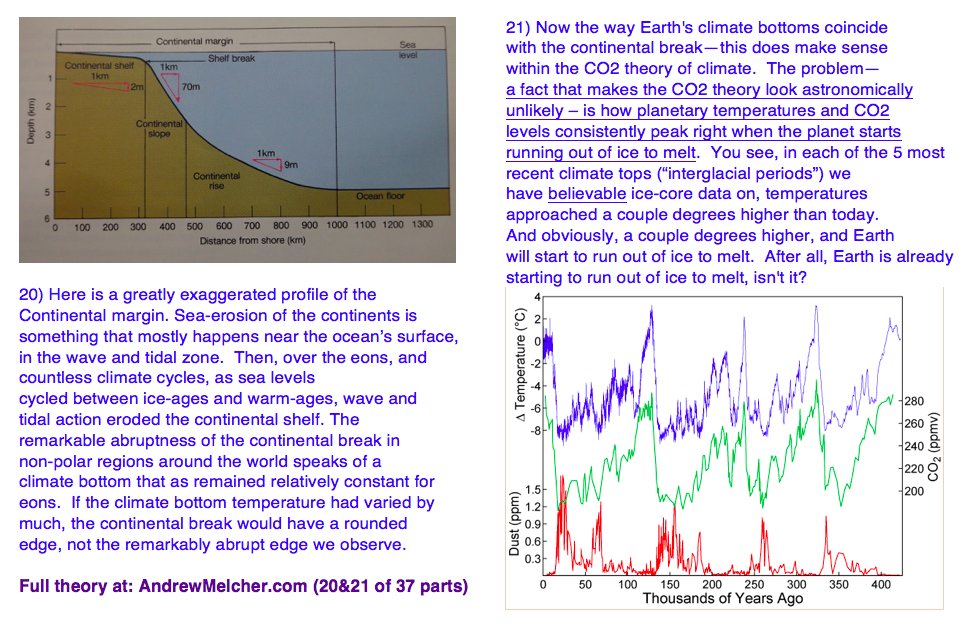 Continental margin
Sea
level
Shelf break
Continental shelf
1km
2m
1km
70m
Continental
slope
1km
9m
Continental
rise
Ocean floor
Depth (km)
1
2
3
4
5
6
0 100 200 300 400 500 600 700 800 900 1000 1100 1200 1300
Distance from shore (km)
20) Here is a greatly exaggerated profile of the
Continental margin. Sea-erosion of the continents is
something that mostly happens near the ocean's surface,
in the wave and tidal zone. Then, over the eons, and
countless climate cycles, as sea levels
cycled between ice-ages and warm-ages, wave and
tidal action eroded the continental shelf. The
remarkable abruptness of the continental break in
non-polar regions around the world speaks of a
climate bottom that as remained relatively constant for
eons. If the climate bottom temperature had varied by
much, the continental break would have a rounded
edge, not the remarkably abrupt edge we observe.
Full theory at: AndrewMelcher.com (20&21 of 37 parts)
21) Now the way Earth's climate bottoms coincide
with the continental break—this does make sense
within the CO2 theory of climate. The problem—
a fact that makes the CO2 theory look astronomically
unlikely – is how planetary temperatures and CO2
levels consistently peak right when the planet starts
running out of ice to melt. You see, in each of the 5 most
recent climate tops ("interglacial periods") we
have believable ice-core data on, temperatures
approached a couple degrees higher than today.
And obviously, a couple degrees higher, and Earth
will start to run out of ice to melt. After all, Earth is already
starting to run out of ice to melt, isn't it?
Δ Temperature (°C)
4
2
0
-2
-4
-6
-8
CO2 (ppmv)
280
260
240
220
200
Dust (ppm)
1.5
1.2
0.9
0.6
0.3
0 50 100 150 200 250 300 350 400
Thousands of Years Ago